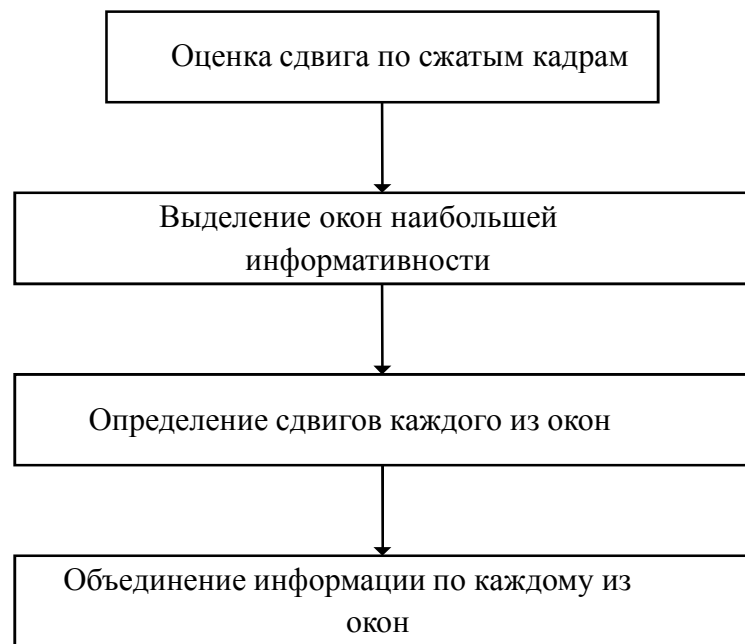 Оценка сдвига по сжатым кадрам
Выделение окон наибольшей
информативности
Определение сдвигов каждого из окон
Объединение информации по каждому из
окон